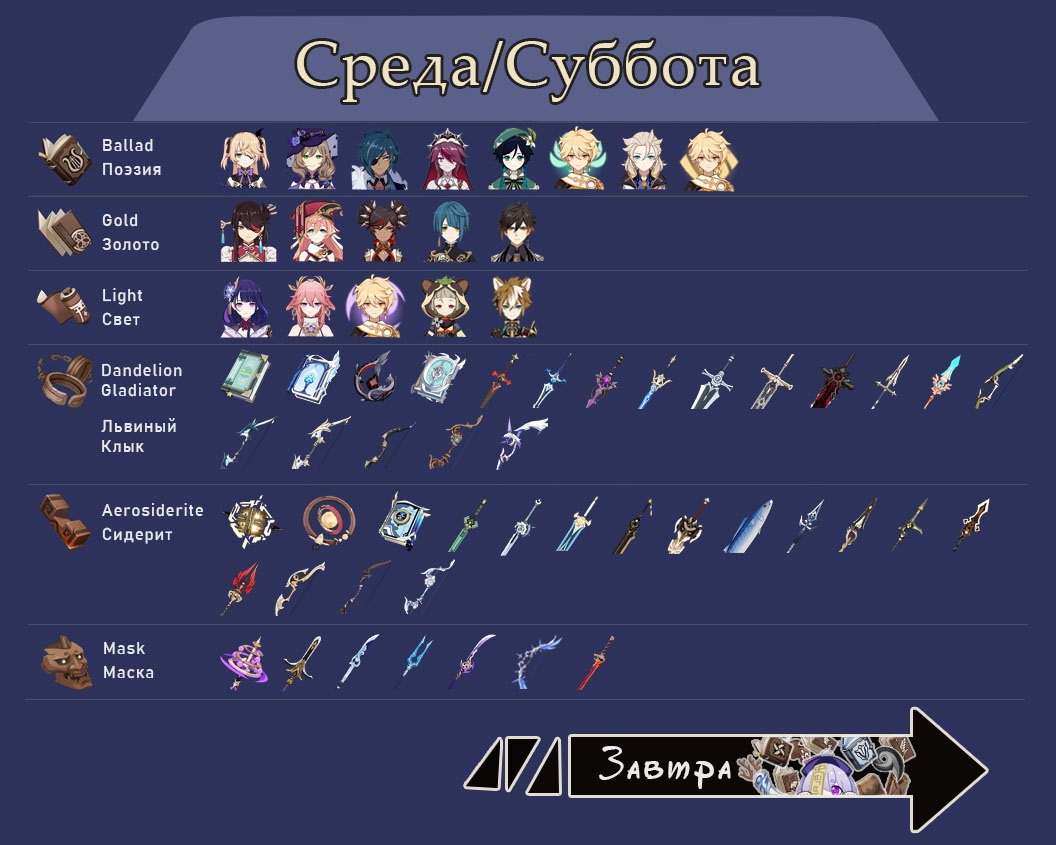 Среда/Суббота
Ballad
Поэзия
Gold
Золото
Light
Свет
Dandelion
Gladiator
Львиный
Клык
Aerosiderite
Сидерит
Mask
Маска
Завтра